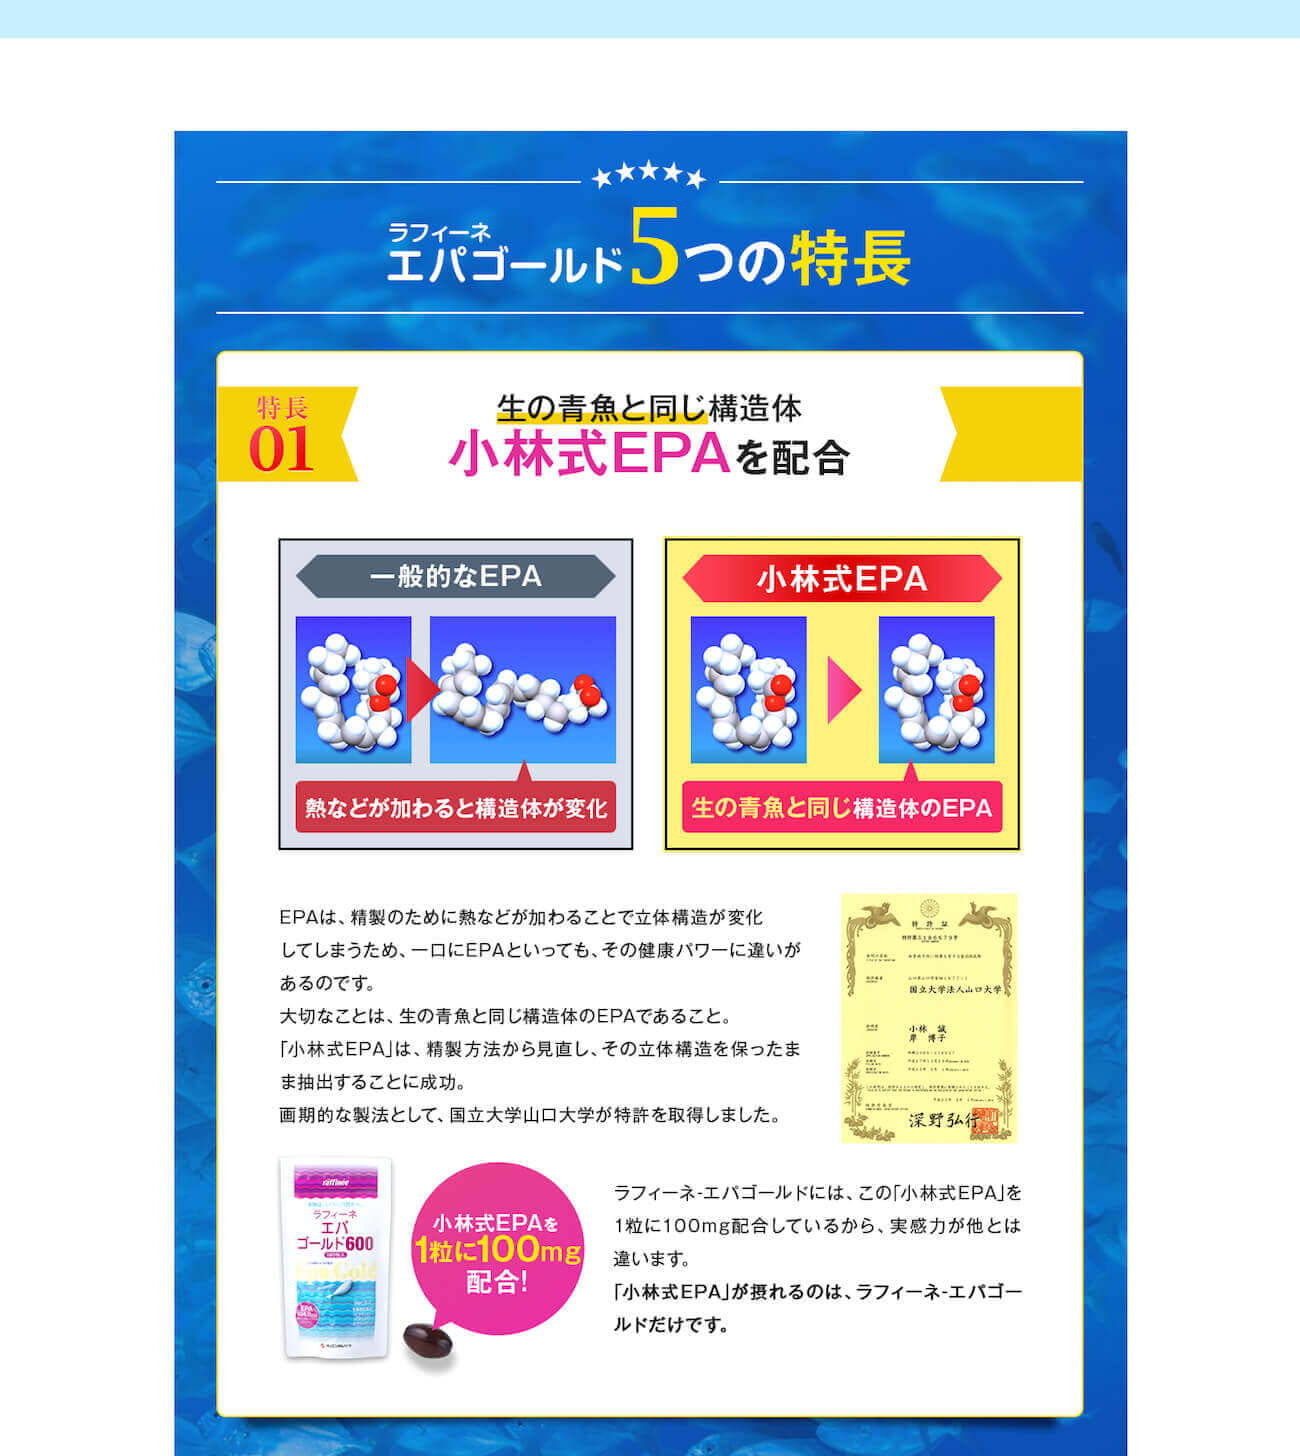 ラフィーネ
エパゴールド5つの特長
特長
01
生の青魚と同じ構造体
小林式EPAを配合
一般的なEPA
熱などが加わると構造体が変化
小林式EPA
生の青魚と同じ構造体のEPA
EPAは、精製のために熱などが加わることで立体構造が変化
してしまうため、一口にEPAといっても、その健康パワーに違いが
あるのです。
大切なことは、生の青魚と同じ構造体のEPAであること。
「小林式EPA」は、精製方法から見直し、その立体構造を保ったま
ま抽出することに成功。
画期的な製法として、国立大学山口大学が特許を取得しました。
特許証
国立大学法人山口大学
小林 誠
岸 博子
深野弘行
raffinée
ラフィーネ
エパ
ゴールド600
小林式EPAを
1粒に100mg
配合!
ラフィーネ-エパゴールドには、この「小林式EPA」を
1粒に100mg配合しているから、実感力が他とは
違います。
「小林式EPA」が摂れるのは、ラフィーネ-エパゴー
ルドだけです。